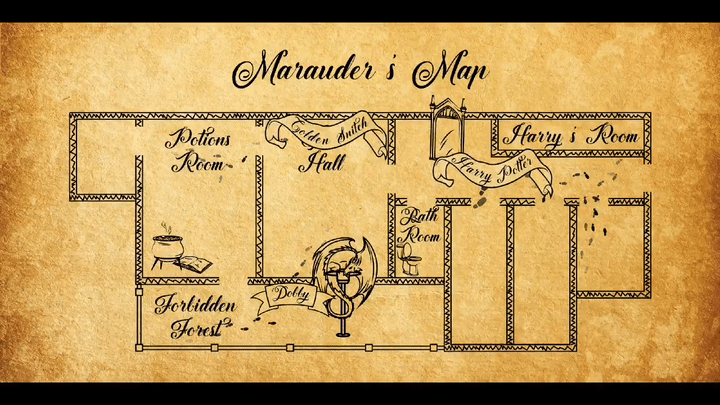 Marauder's Map
Potions
Room
Golden Snitch
Hall
Harry's Room
Harry Potter
Bath
Room
Dobby
Forbidden
Forest